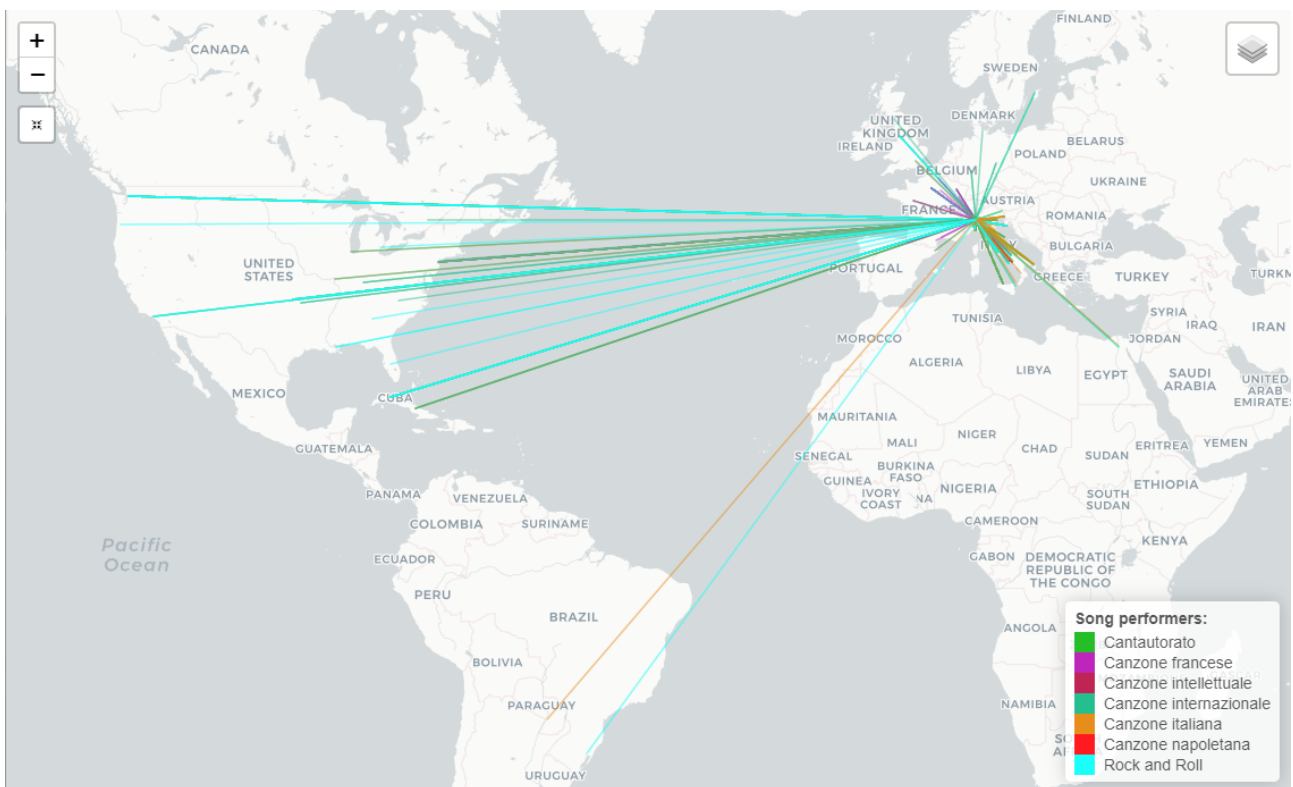 +
−
FINLAND
CANADA
SWEDEN
DENMARK
UNITED
KINGDOM
IRELAND
BELARUS
POLAND
BELGIUM
UKRAINE
AUSTRIA
FRANCE
ROMANIA
BULGARIA
UNITED
STATES
PORTUGAL
GREECE
TURKEY
TUNISIA
SYRIA
IRAQ
IRAN
MOROCCO
JORDAN
ALGERIA
LIBYA
EGYPT
SAUDI
ARABIA
UNITED
ARAB
MEXICO
CUBA
MAURITANIA
MALI
NIGER
CHAD
SUDAN
ERITREA
YEMEN
GUATEMALA
SENEGAL
BURKINA
FASO
GUINEA
IVORY
COAST
NA
NIGERIA
SOUTH
SUDAN
ETHIOPIA
PANAMA
VENEZUELA
COLOMBIA
SURINAME
CAMEROON
KENYA
Pacific
Ocean
ECUADOR
GABON
DEMOCRATIC
REPUBLIC OF
THE CONGO
PERU
BRAZIL
ANGOLA
BOLIVIA
PARAGUAY
NAMIBIA
URUGUAY
Song performers:
Cantautorato
Canzone francese
Canzone intellettuale
Canzone internazionale
Canzone italiana
Canzone napoletana
Rock and Roll